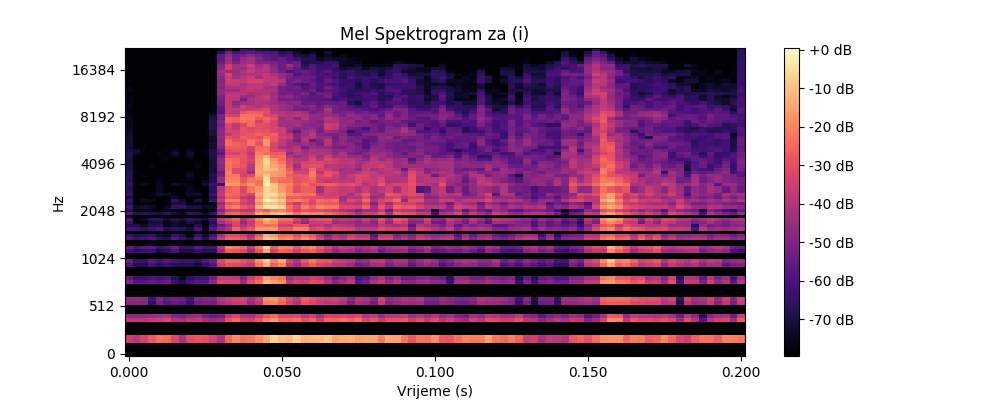 Mel Spektrogram za (i)
Hz
16384
8192
4096
2048
1024
512
0
0.000 0.050 0.100 0.150 0.200
Vrijeme (s)
+0 dB
-10 dB
-20 dB
-30 dB
-40 dB
-50 dB
-60 dB
-70 dB